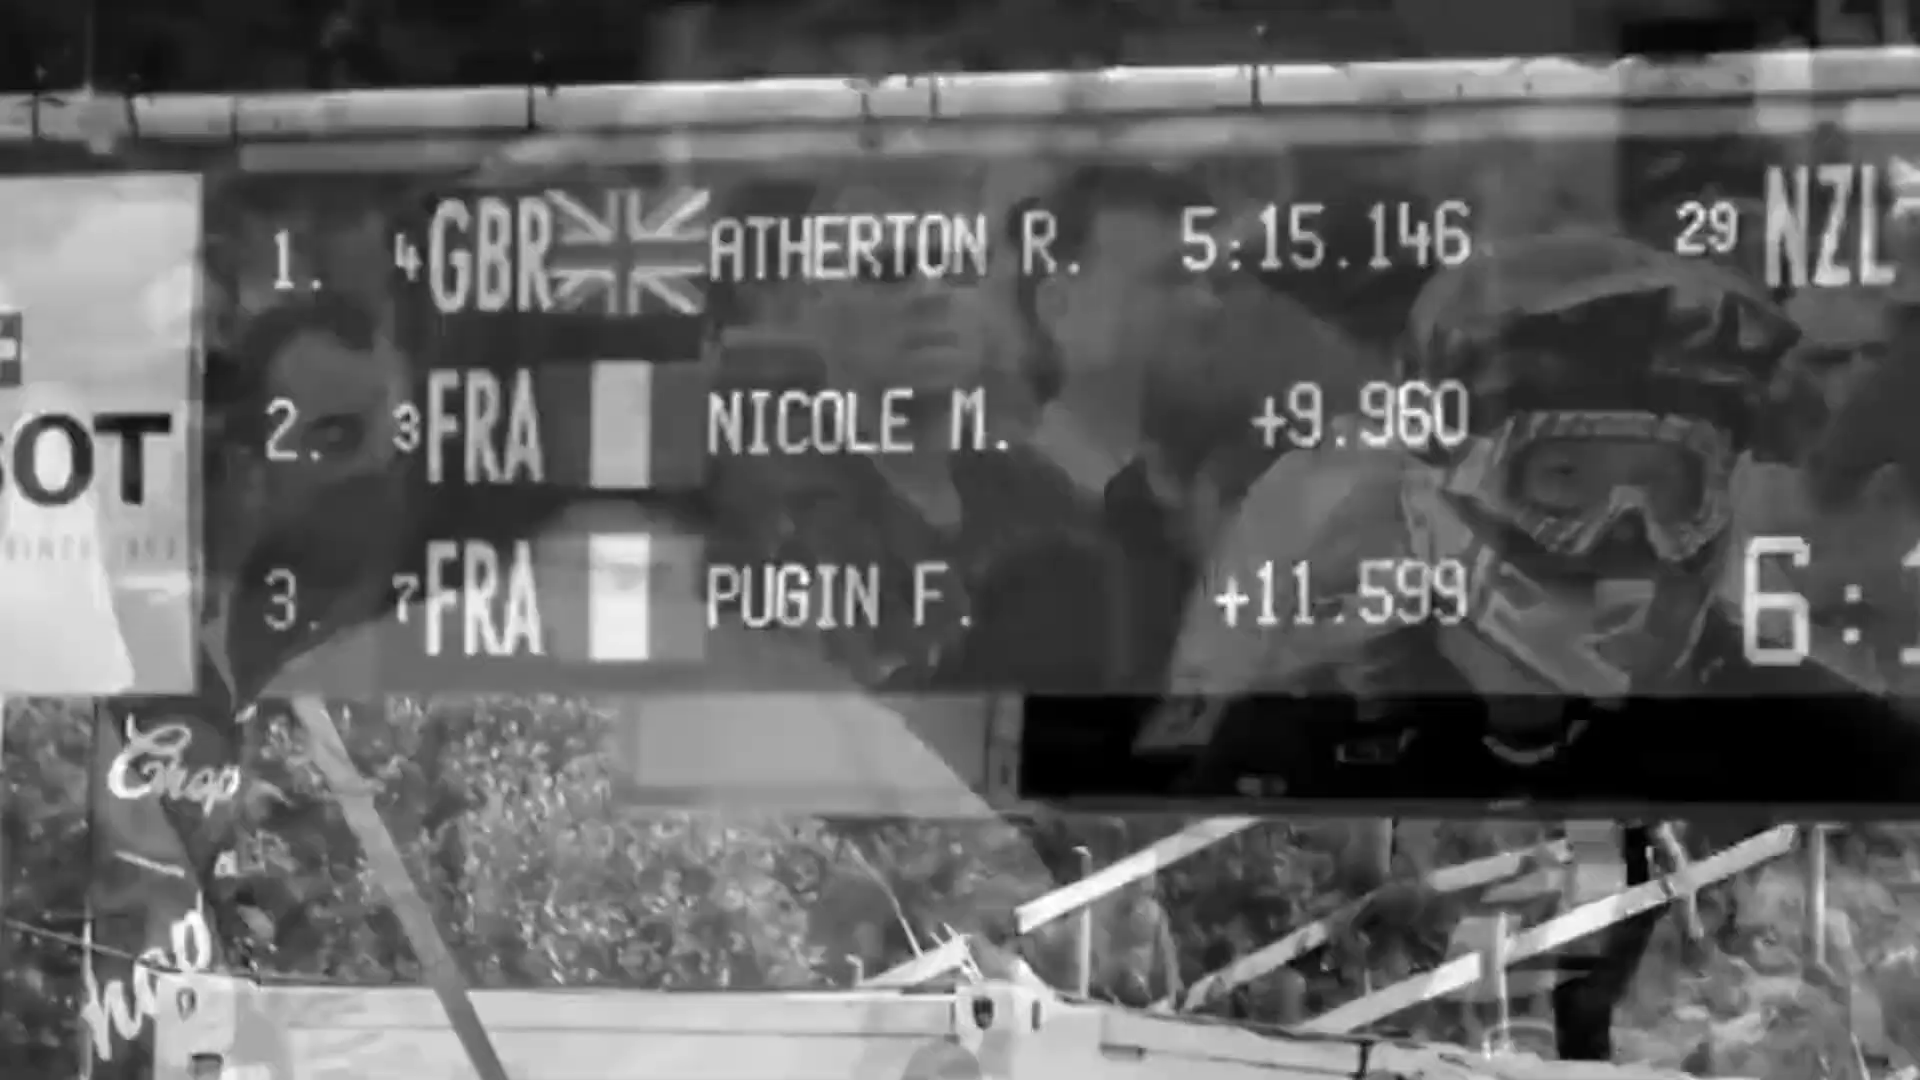 1. 4 GBR ATHERTON R. 5:15.146 29 NZL
2. 3 FRA NICOLE M. +9.960
3. 7 FRA PUGIN F. +11.599
6:1
OT